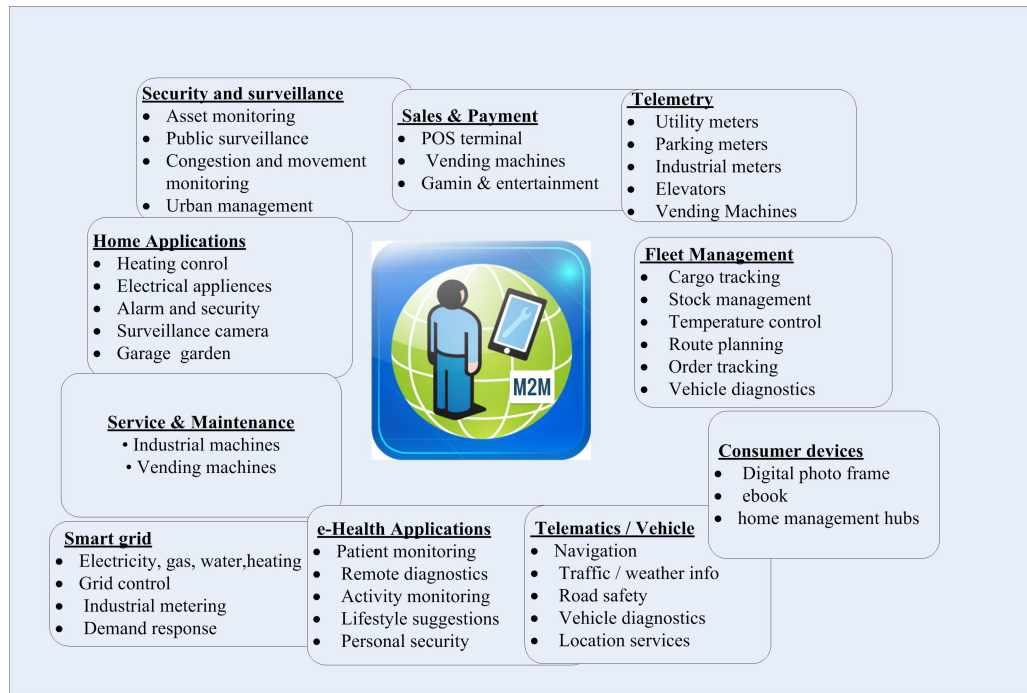 Security and surveillance
• Asset monitoring
• Public surveillance
• Congestion and movement
monitoring
• Urban management
Sales & Payment
• POS terminal
• Vending machines
• Gamin & entertainment
Telemetry
• Utility meters
• Parking meters
• Industrial meters
• Elevators
• Vending Machines
Home Applications
• Heating conrol
• Electrical appliences
• Alarm and security
• Surveillance camera
• Garage garden
M2M
Fleet Management
• Cargo tracking
• Stock management
• Temperature control
• Route planning
• Order tracking
• Vehicle diagnostics
Service & Maintenance
• Industrial machines
• Vending machines
Consumer devices
• Digital photo frame
• ebook
• home management hubs
Smart grid
• Electricity, gas, water,heating
• Grid control
• Industrial metering
• Demand response
e-Health Applications
• Patient monitoring
• Remote diagnostics
• Activity monitoring
• Lifestyle suggestions
• Personal security
Telematics / Vehicle
• Navigation
• Traffic / weather info
• Road safety
• Vehicle diagnostics
• Location services